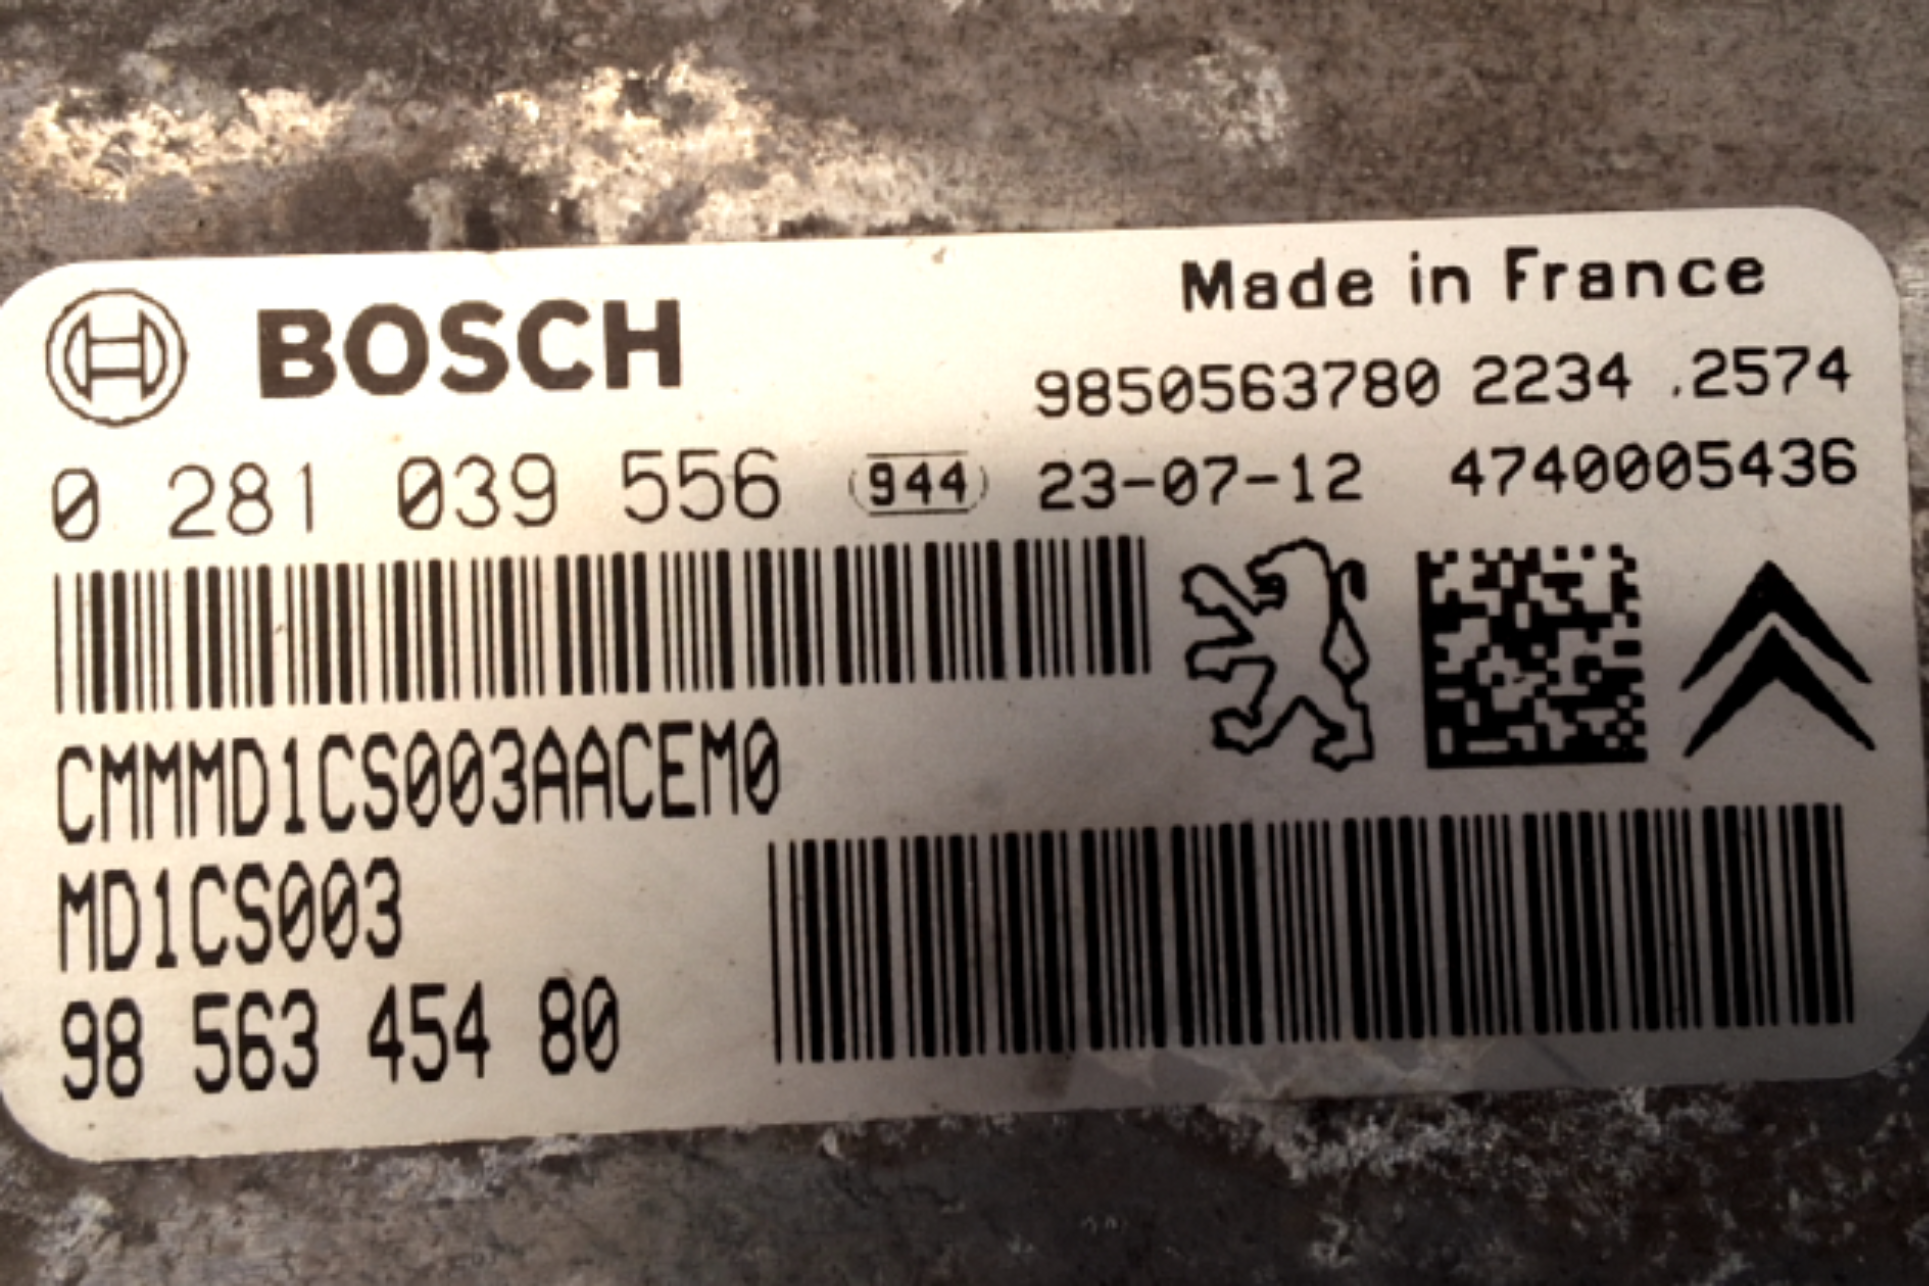 BOSCH
Made in France
9850563780 2234 .2574
0 281 039 556 944 23-07-12 4740005436
CMMMD1CS003AACEM0
MD1CS003
98 563 454 80